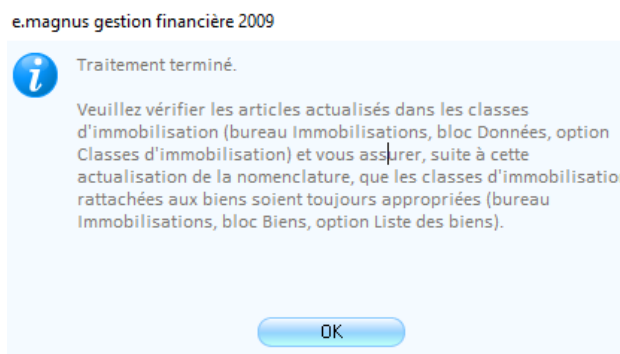 e.magnus gestion financière 2009
Traitement terminé.
Veuillez vérifier les articles actualisés dans les classes
d'immobilisation (bureau Immobilisations, bloc Données, option
Classes d'immobilisation) et vous assurer, suite à cette
actualisation de la nomenclature, que les classes d'immobilisatio
rattachées aux biens soient toujours appropriées (bureau
Immobilisations, bloc Biens, option Liste des biens).
OK